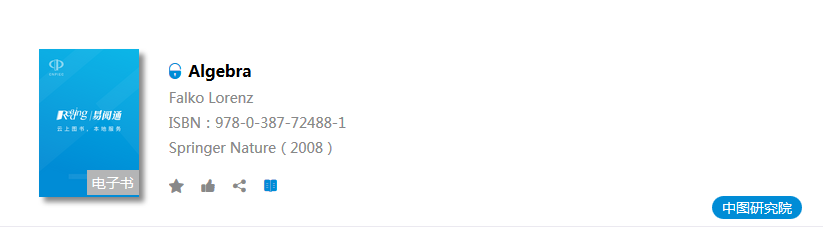 Algebra
Falko Lorenz
ISBN：978-0-387-72488-1
Springer Nature ( 2008 )
易阅通
云上图书，本地服务
电子书
中图研究院